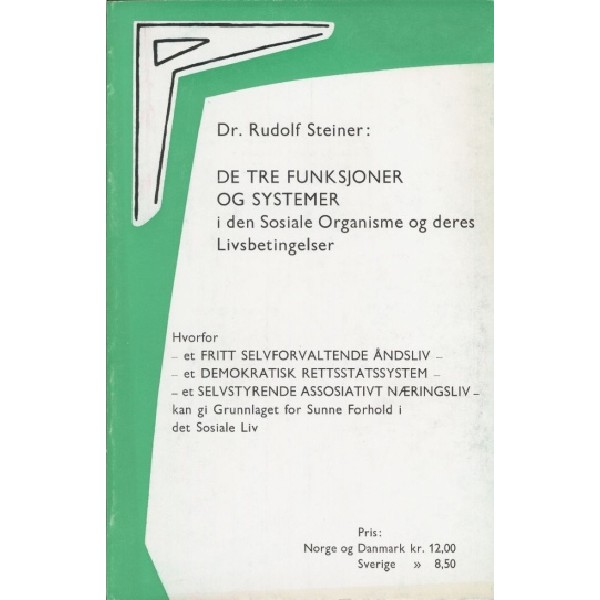 Dr. Rudolf Steiner:
DE TRE FUNKSJONER
OG SYSTEMER
i den Sosiale Organisme og deres
Livsbetingelser
Hvorfor
– et FRITT SELVFORVALTENDE ÅNDSLIV –
– et DEMOKRATISK RETTSSTATSSYSTEM –
– et SELVSTYRENDE ASSOSIATIVT NÆRINGSLIV –
kan gi Grunnlaget for Sunne Forhold i
det Sosiale Liv
Pris:
Norge og Danmark kr. 12,00
Sverige » 8,50